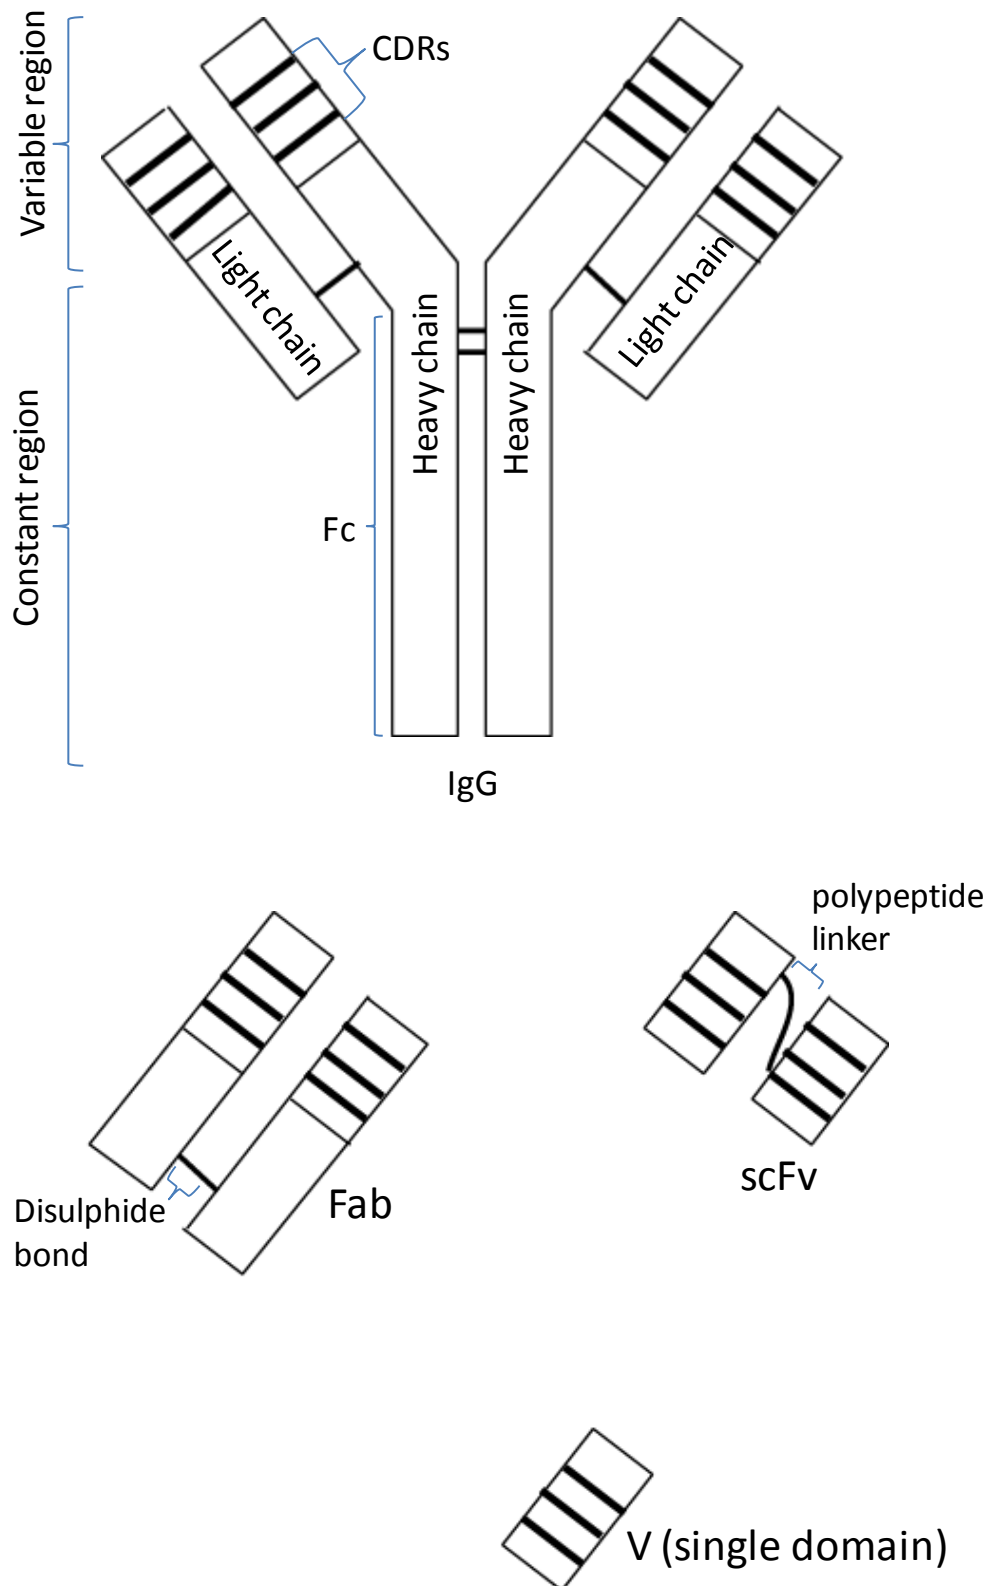 Variable region
CDRs
Light chain
Heavy chain
Heavy chain
Light chain
Constant region
Fc
IgG
polypeptide
linker
scFv
Disulphide
bond
Fab
V (single domain)